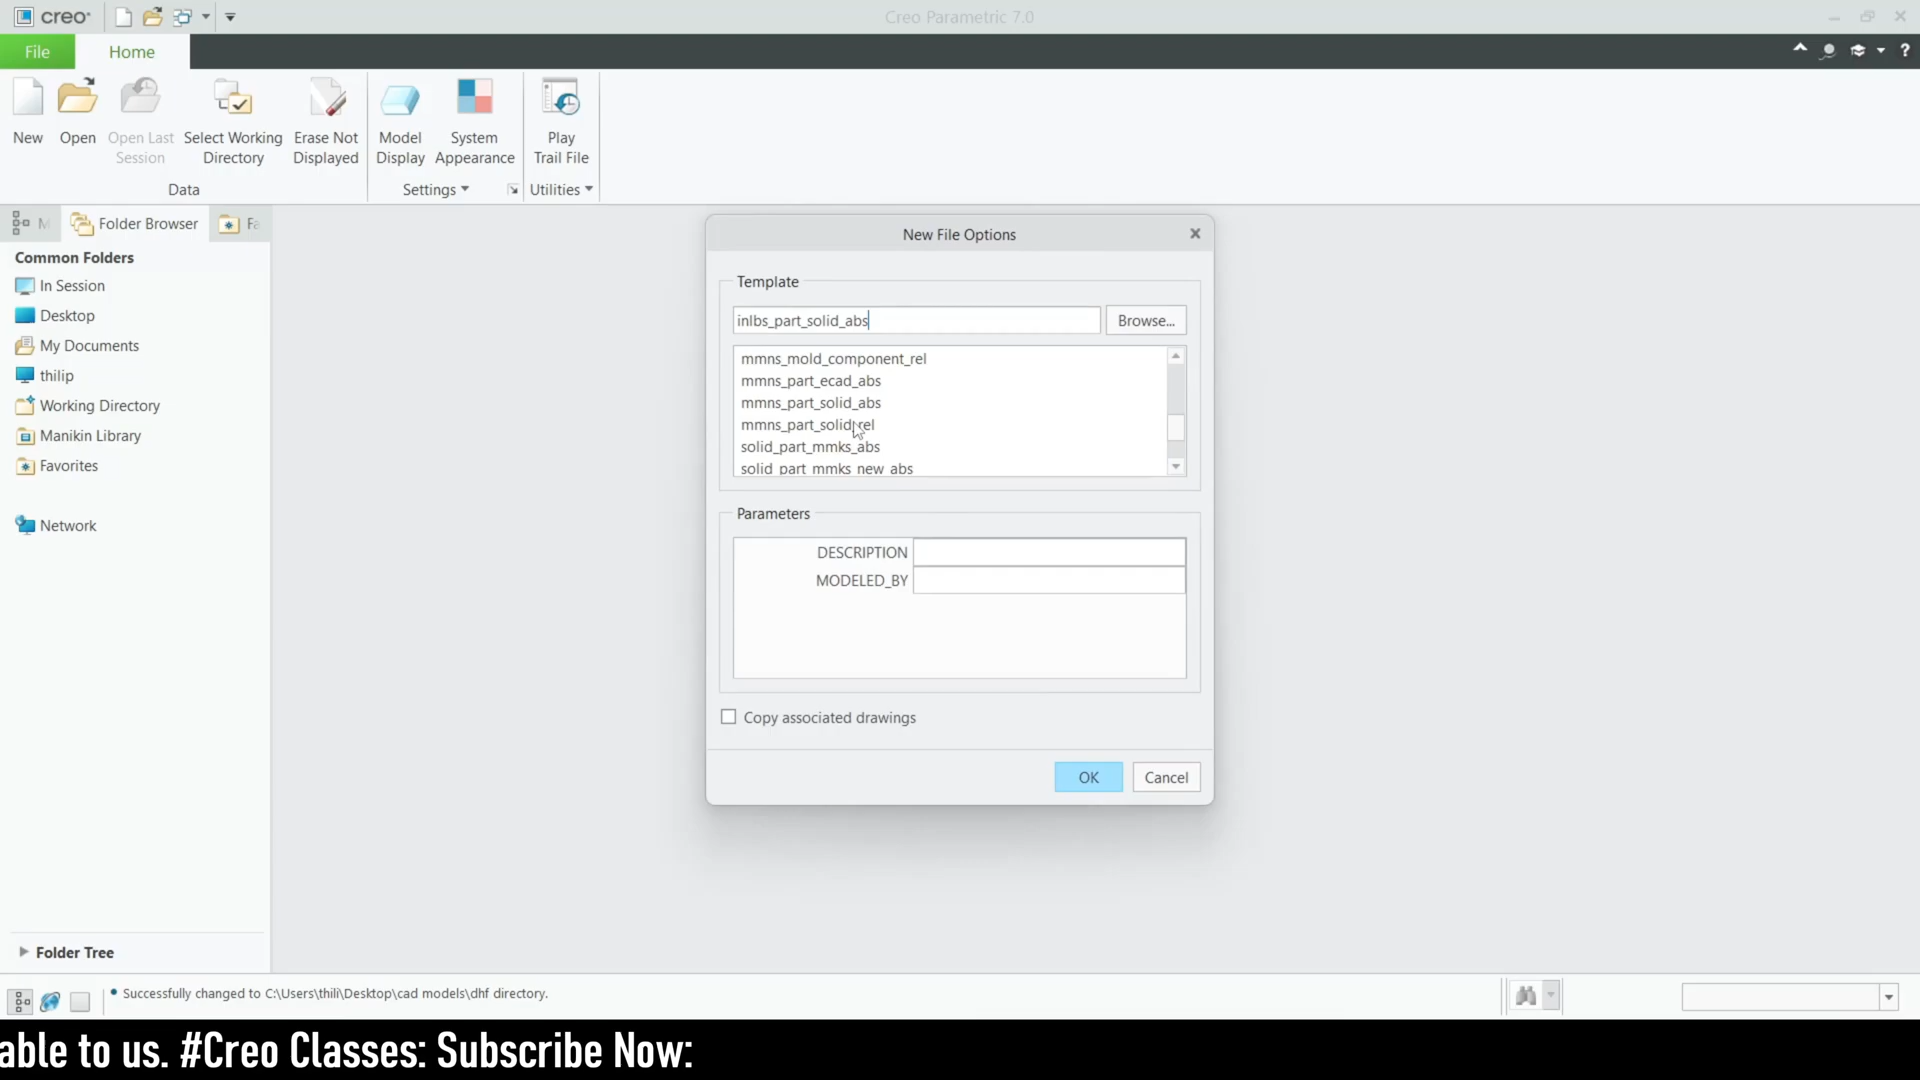 creo
Creo Parametric 7.0
File
Home
?
New
Open
Open Last
Session
Select Working
Directory
Erase Not
Displayed
Model
Display
System
Appearance
Play
Trail File
Data
Settings
Utilities
M
Folder Browser
Fa
Common Folders
In Session
Desktop
My Documents
thilip
Working Directory
Manikin Library
Favorites
Network
Folder Tree
New File Options
Template
inlbs_part_solid_abs
Browse...
mmns_mold_component_rel
mmns_part_ecad_abs
mmns_part_solid_abs
mmns_part_solid_rel
solid_part_mmks_abs
solid_part_mmks_new_abs
Parameters
DESCRIPTION
MODELED_BY
Copy associated drawings
OK
Cancel
Successfully changed to C:\Users\thili\Desktop\cad models\dhf directory.
able to us. #Creo Classes: Subscribe Now: